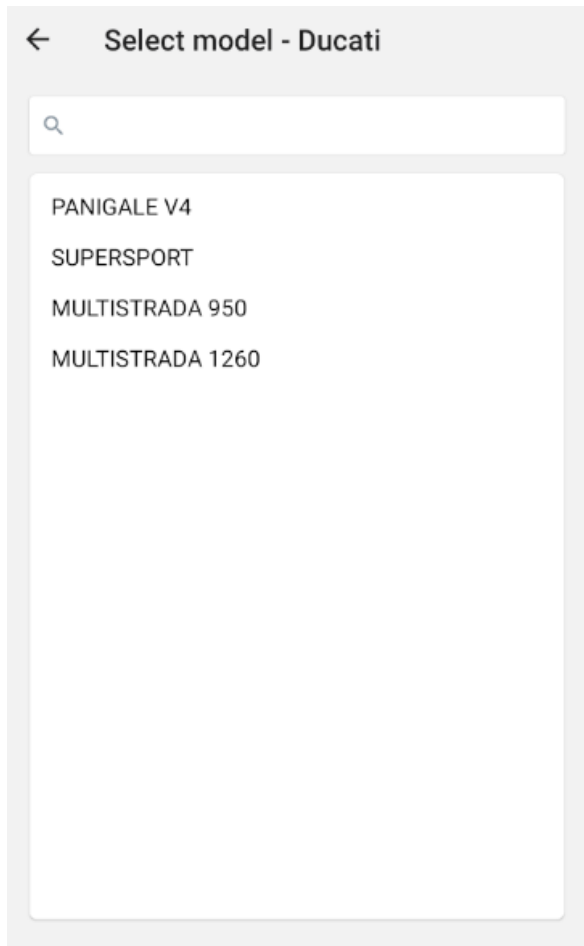 Select model - Ducati
PANIGALE V4
SUPERSPORT
MULTISTRADA 950
MULTISTRADA 1260